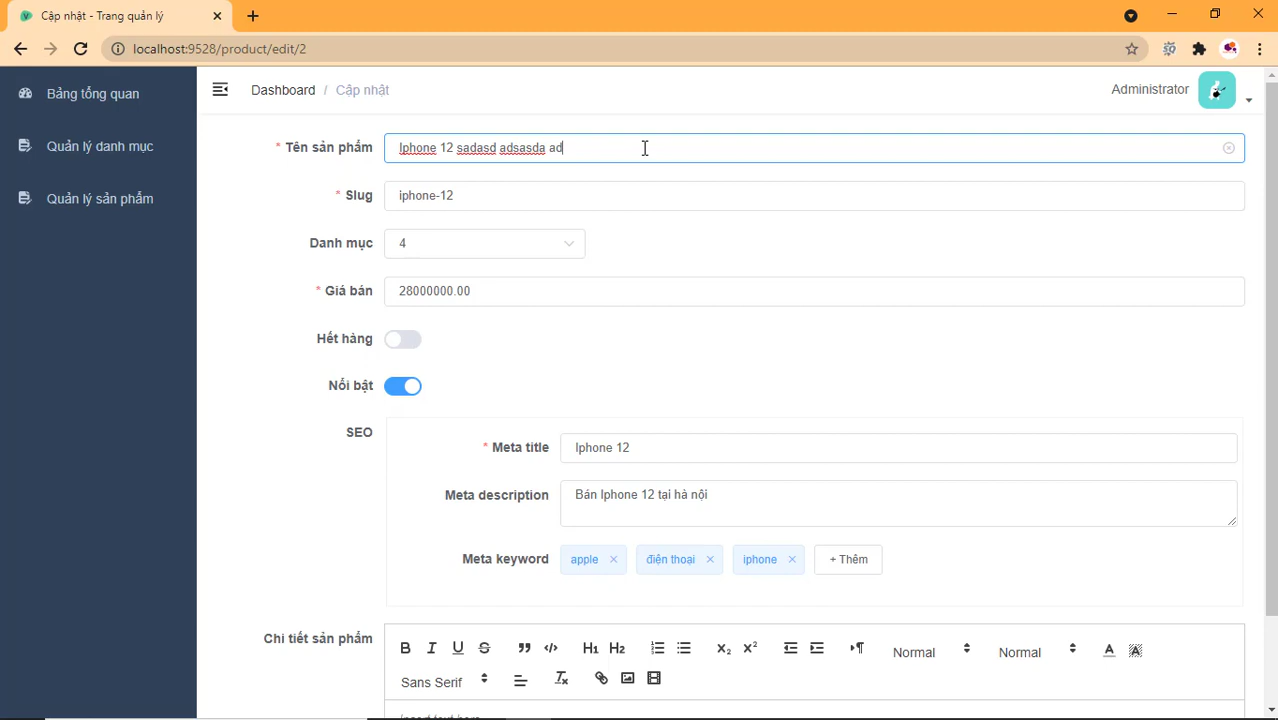 Cập nhật - Trang quản lý
localhost:9528/product/edit/2
Bảng tổng quan
Quản lý danh mục
Quản lý sản phẩm
Dashboard / Cập nhật
Administrator
* Tên sản phẩm
Iphone 12 sadasd adsasda ad
* Slug
iphone-12
Danh mục
4
* Giá bán
28000000.00
Hết hàng
Nổi bật
SEO
* Meta title
Iphone 12
Meta description
Bán Iphone 12 tại hà nội
Meta keyword
apple
điện thoại
iphone
+ Thêm
Chi tiết sản phẩm
Normal
Normal
Sans Serif
Insert text here